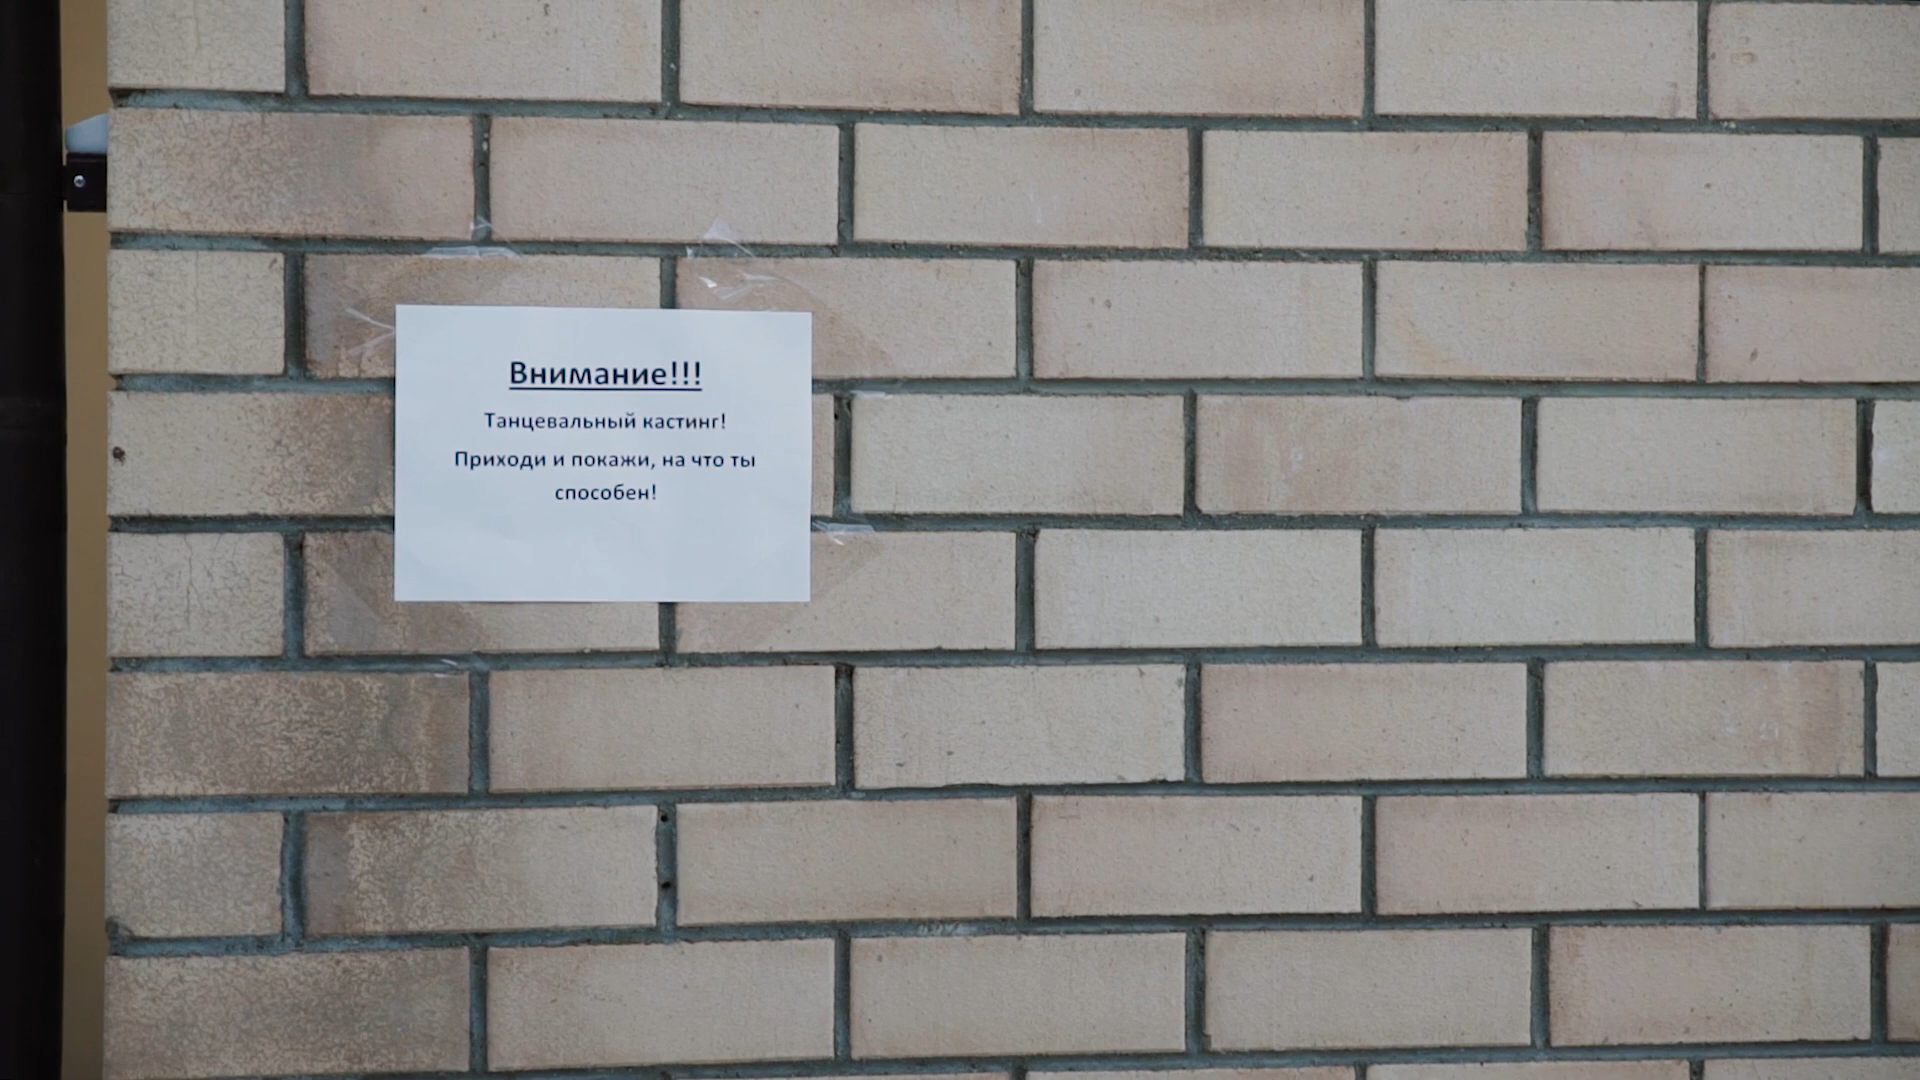 Внимание!!!
Танцевальный кастинг!
Приходи и покажи, на что ты
способен!